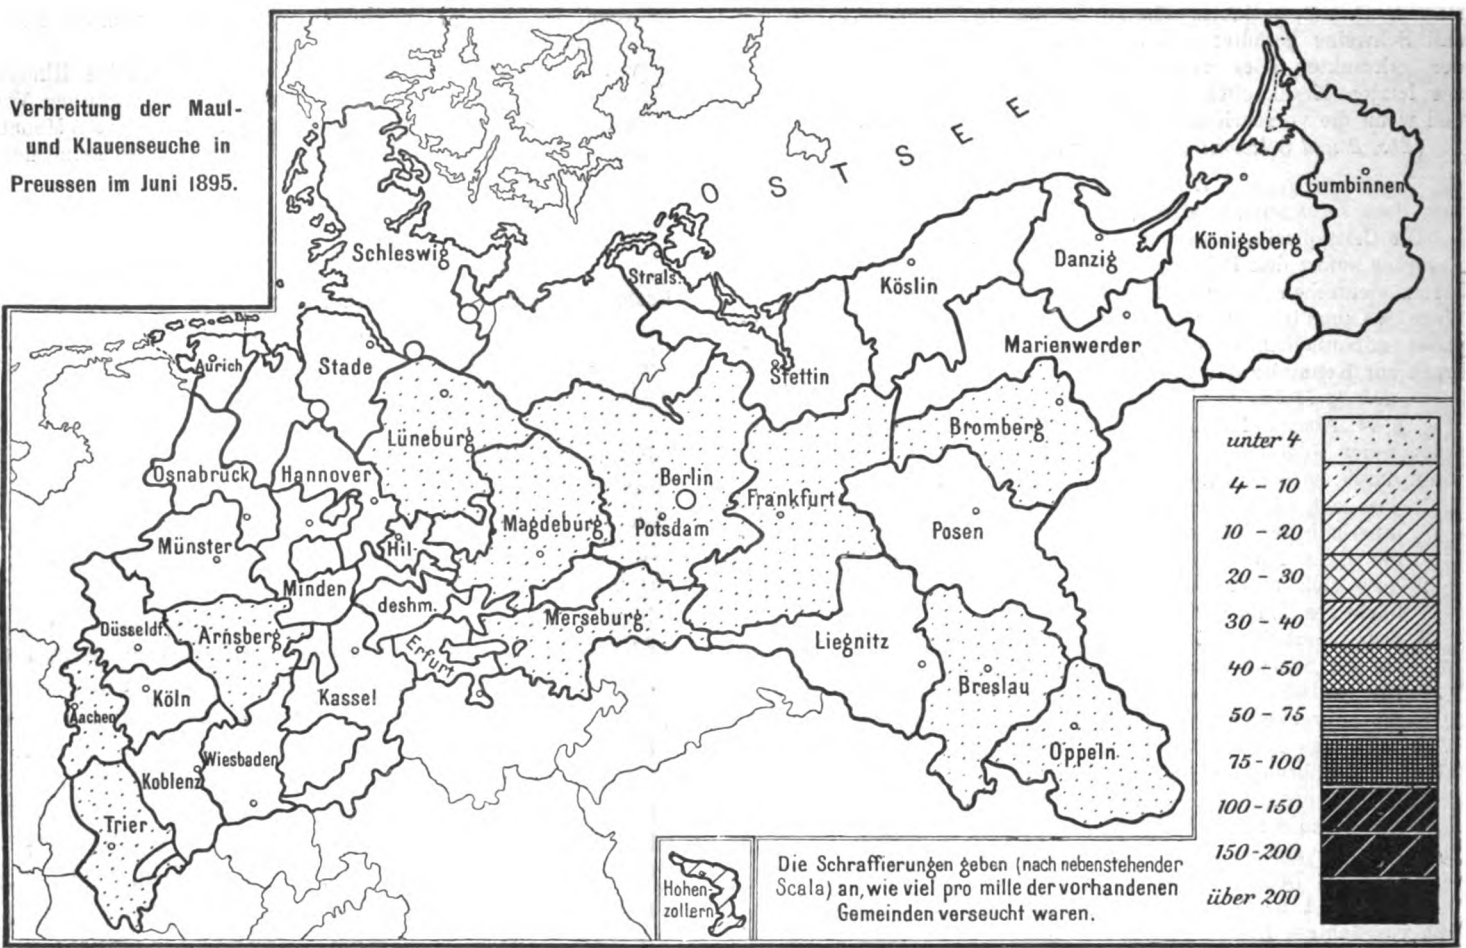 Verbreitung der Maul-
und Klauenseuche in
Preussen im Juni 1895.
OSTSEE
Gumbinnen
Königsberg
Danzig
Schleswig
Strals.
Köslin
Marienwerder
Stettin
Aurich
Stade
Lüneburg
Bromberg
Osnabrück
Hannover
Berlin
Potsdam
Frankfurt
Magdeburg
Posen
Münster
Hil-
deshm.
Minden
Düsseldf.
Arnsberg
Merseburg
Erfurt
Liegnitz
Breslau
Aachen
Köln
Kassel
Koblenz
Wiesbaden
Oppeln
Trier
unter 4
4 - 10
10 - 20
20 - 30
30 - 40
40 - 50
50 - 75
75 - 100
100 - 150
150 - 200
über 200
Hohen-
zollern
Die Schraffierungen geben (nach nebenstehender
Scala) an, wie viel pro mille der vorhandenen
Gemeinden verseucht waren.